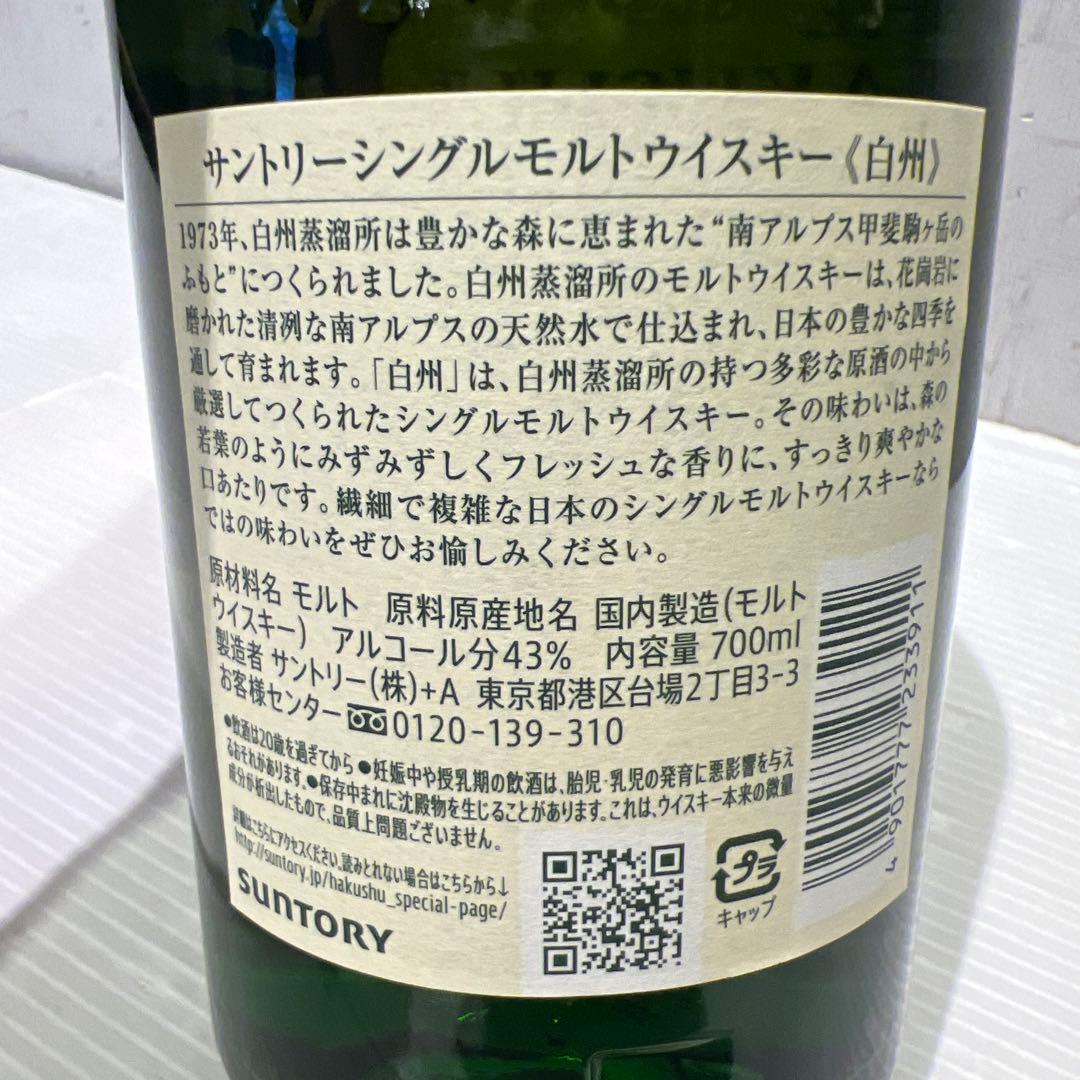 サントリーシングルモルトウイスキー《白州》
1973年、白州蒸溜所は豊かな森に恵まれた“南アルプス甲斐駒ヶ岳の
ふもと”につくられました。白州蒸溜所のモルトウイスキーは、花崗岩に
磨かれた清冽な南アルプスの天然水で仕込まれ、日本の豊かな四季を
通して育まれます。「白州」は、白州蒸溜所の持つ多彩な原酒の中から
厳選してつくられたシングルモルトウイスキー。その味わいは、森の
若葉のようにみずみずしくフレッシュな香りに、すっきり爽やかな
口あたりです。繊細で複雑な日本のシングルモルトウイスキーなら
ではの味わいをぜひお愉しみください。
原材料名 モルト 原料原産地名 国内製造(モルト
ウイスキー) アルコール分43% 内容量 700ml
製造者 サントリー(株)+A 東京都港区台場2丁目3-3
お客様センター 0120-139-310
●飲酒は20歳を過ぎてから ●妊娠中や授乳期の飲酒は、胎児・乳児の発育に悪影響を与え
るおそれがあります。●保存中まれに沈殿物を生じることがあります。これは、ウイスキー本来の微量
成分が析出したもので、品質上問題ございません。
詳細はこちらにアクセスください。読みとれない場合はこちらから↓
http://suntory.jp/hakushu_special-page/
SUNTORY
プラ
キャップ
4 901777 233911